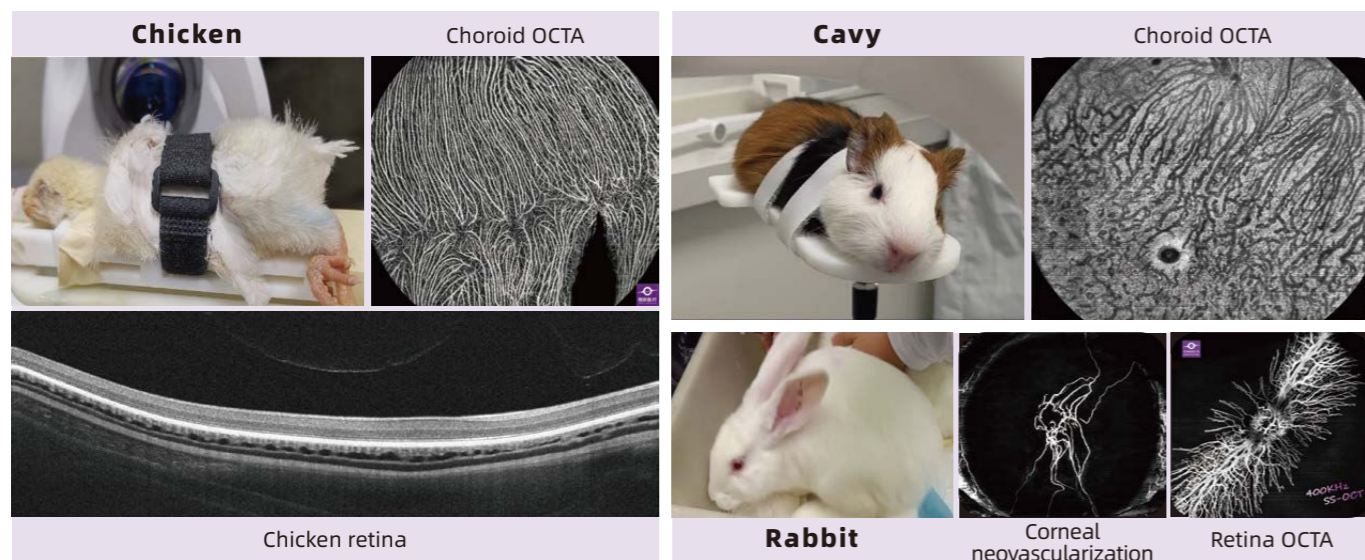 Chicken
Choroid OCTA
Cavy
Choroid OCTA
Chicken retina
400KHz
SS-OCT
Rabbit
Corneal
neovascularization
Retina OCTA